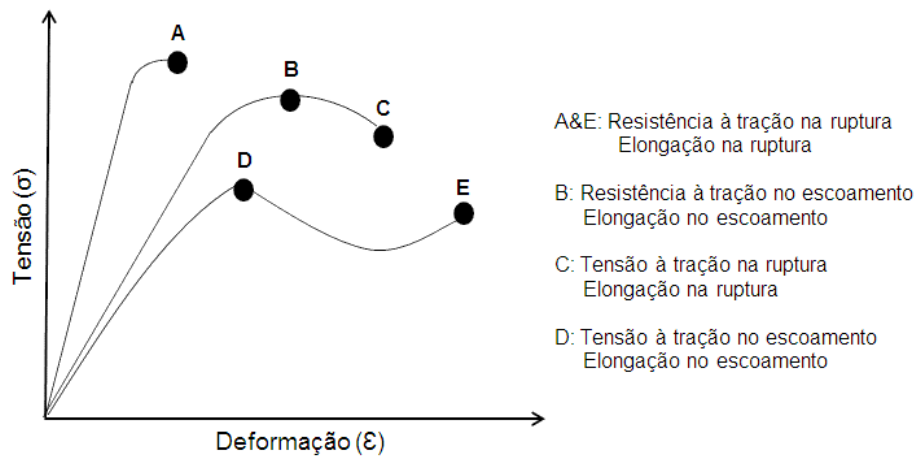 A
B
C
D
E
Tensão (σ)
Deformação (Ɛ)
A&E: Resistência à tração na ruptura
Elongação na ruptura
B: Resistência à tração no escoamento
Elongação no escoamento
C: Tensão à tração na ruptura
Elongação na ruptura
D: Tensão à tração no escoamento
Elongação no escoamento